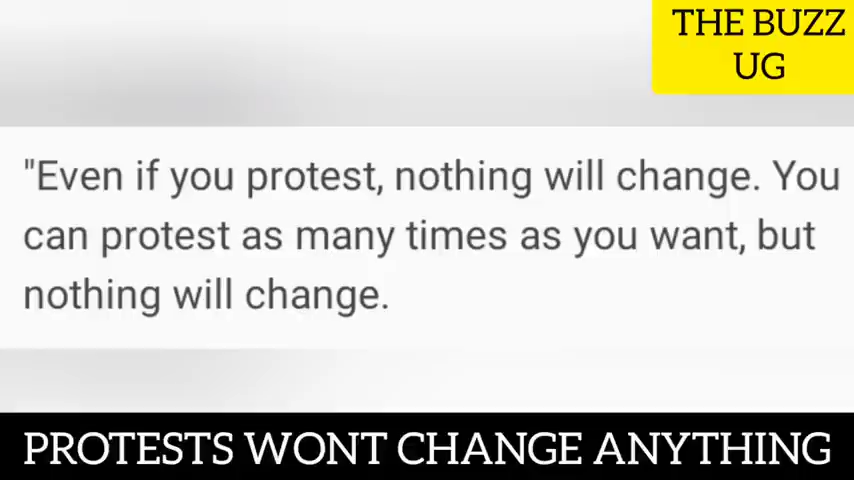 THE BUZZ
UG
"Even if you protest, nothing will change. You
can protest as many times as you want, but
nothing will change.
PROTESTS WONT CHANGE ANYTHING